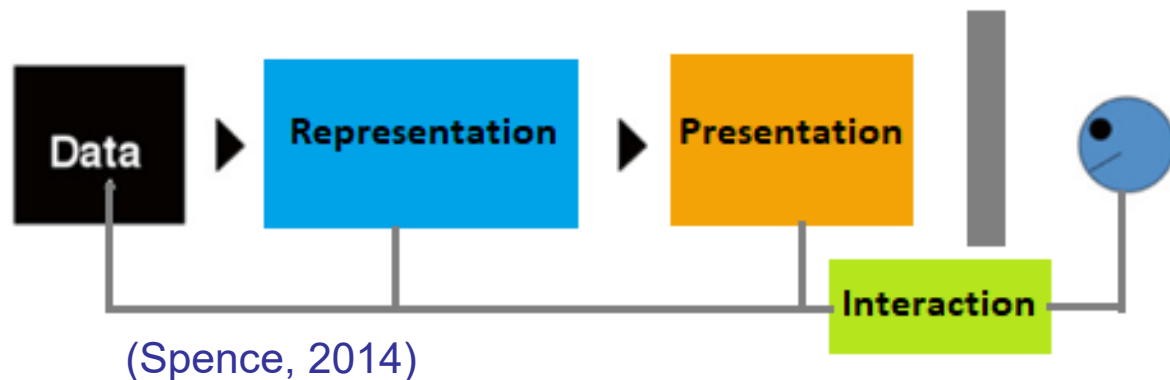 Data
Representation
Presentation
Interaction
(Spence, 2014)